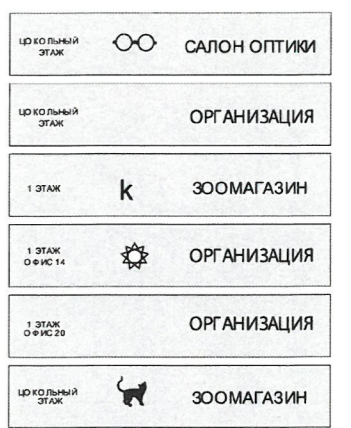 ЦОКОЛЬНЫЙ
ЭТАЖ
САЛОН ОПТИКИ
ЦОКОЛЬНЫЙ
ЭТАЖ
ОРГАНИЗАЦИЯ
1 ЭТАЖ
k
ЗООМАГАЗИН
1 ЭТАЖ
ОФИС 14
ОРГАНИЗАЦИЯ
1 ЭТАЖ
ОФИС 20
ОРГАНИЗАЦИЯ
ЦОКОЛЬНЫЙ
ЭТАЖ
ЗООМАГАЗИН